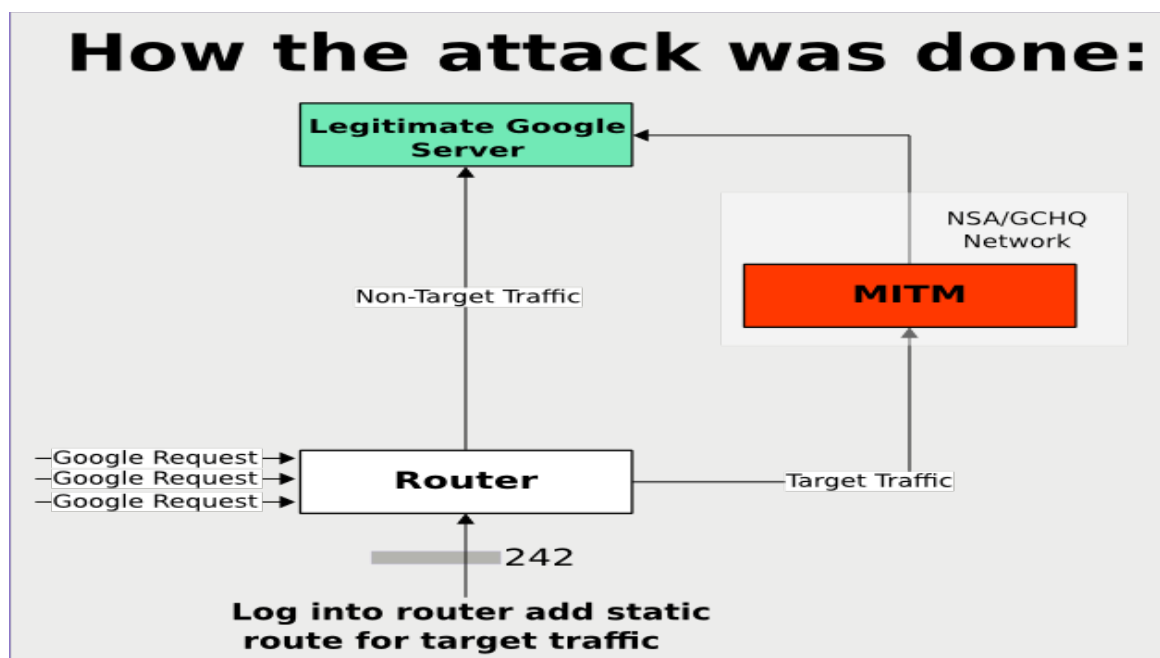 How the attack was done:
Legitimate Google
Server
NSA/GCHQ
Network
MITM
Non-Target Traffic
Google Request
Google Request
Google Request
Router
Target Traffic
242
Log into router add static
route for target traffic